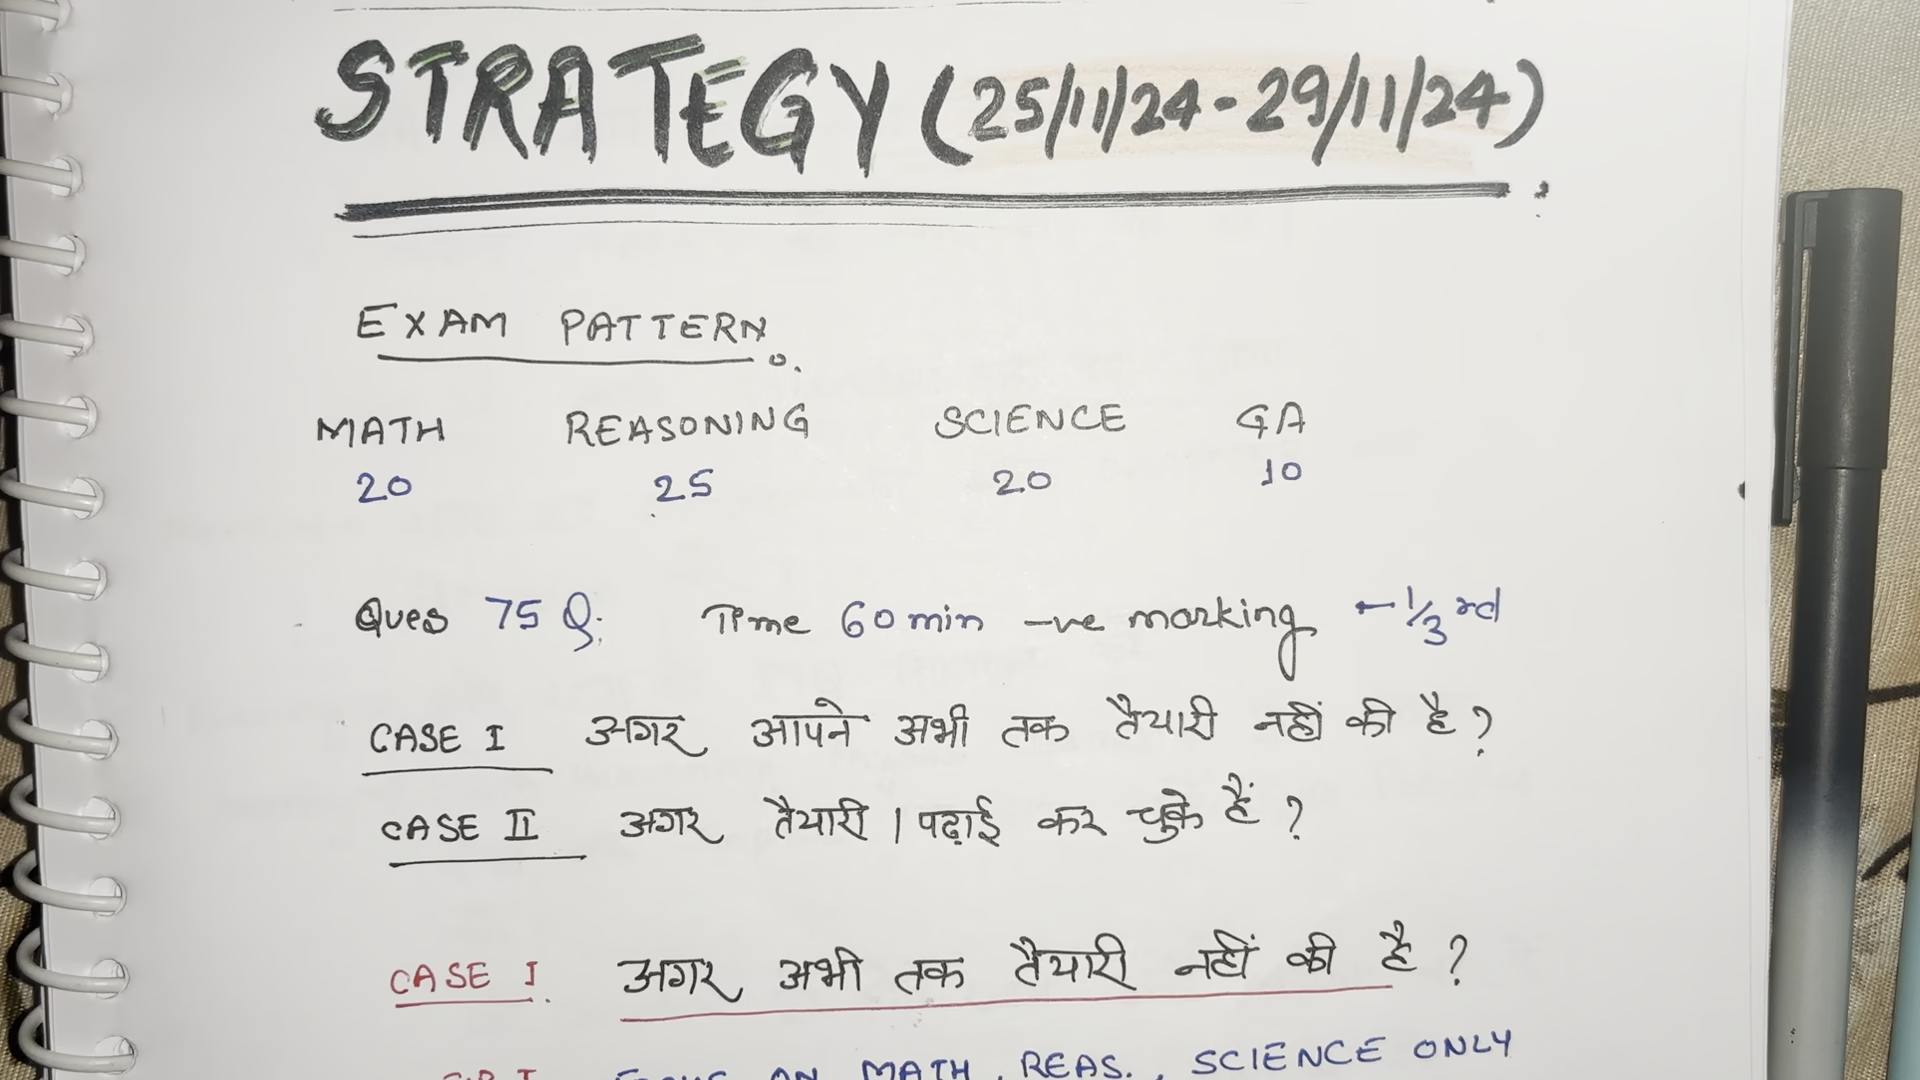 STRATEGY (25/11/24 - 29/11/24)
EXAM PATTERN
MATH REASONING SCIENCE GA
20 25 20 10
Ques 75 Q. Time 60 min -ve marking ← 1/3 rd
CASE I अगर आपने अभी तक तैयारी नहीं की है ?
CASE II अगर तैयारी / पढ़ाई कर चुके हैं ?
CASE I. अगर अभी तक तैयारी नहीं की है ?
MATH, REAS., SCIENCE ONLY